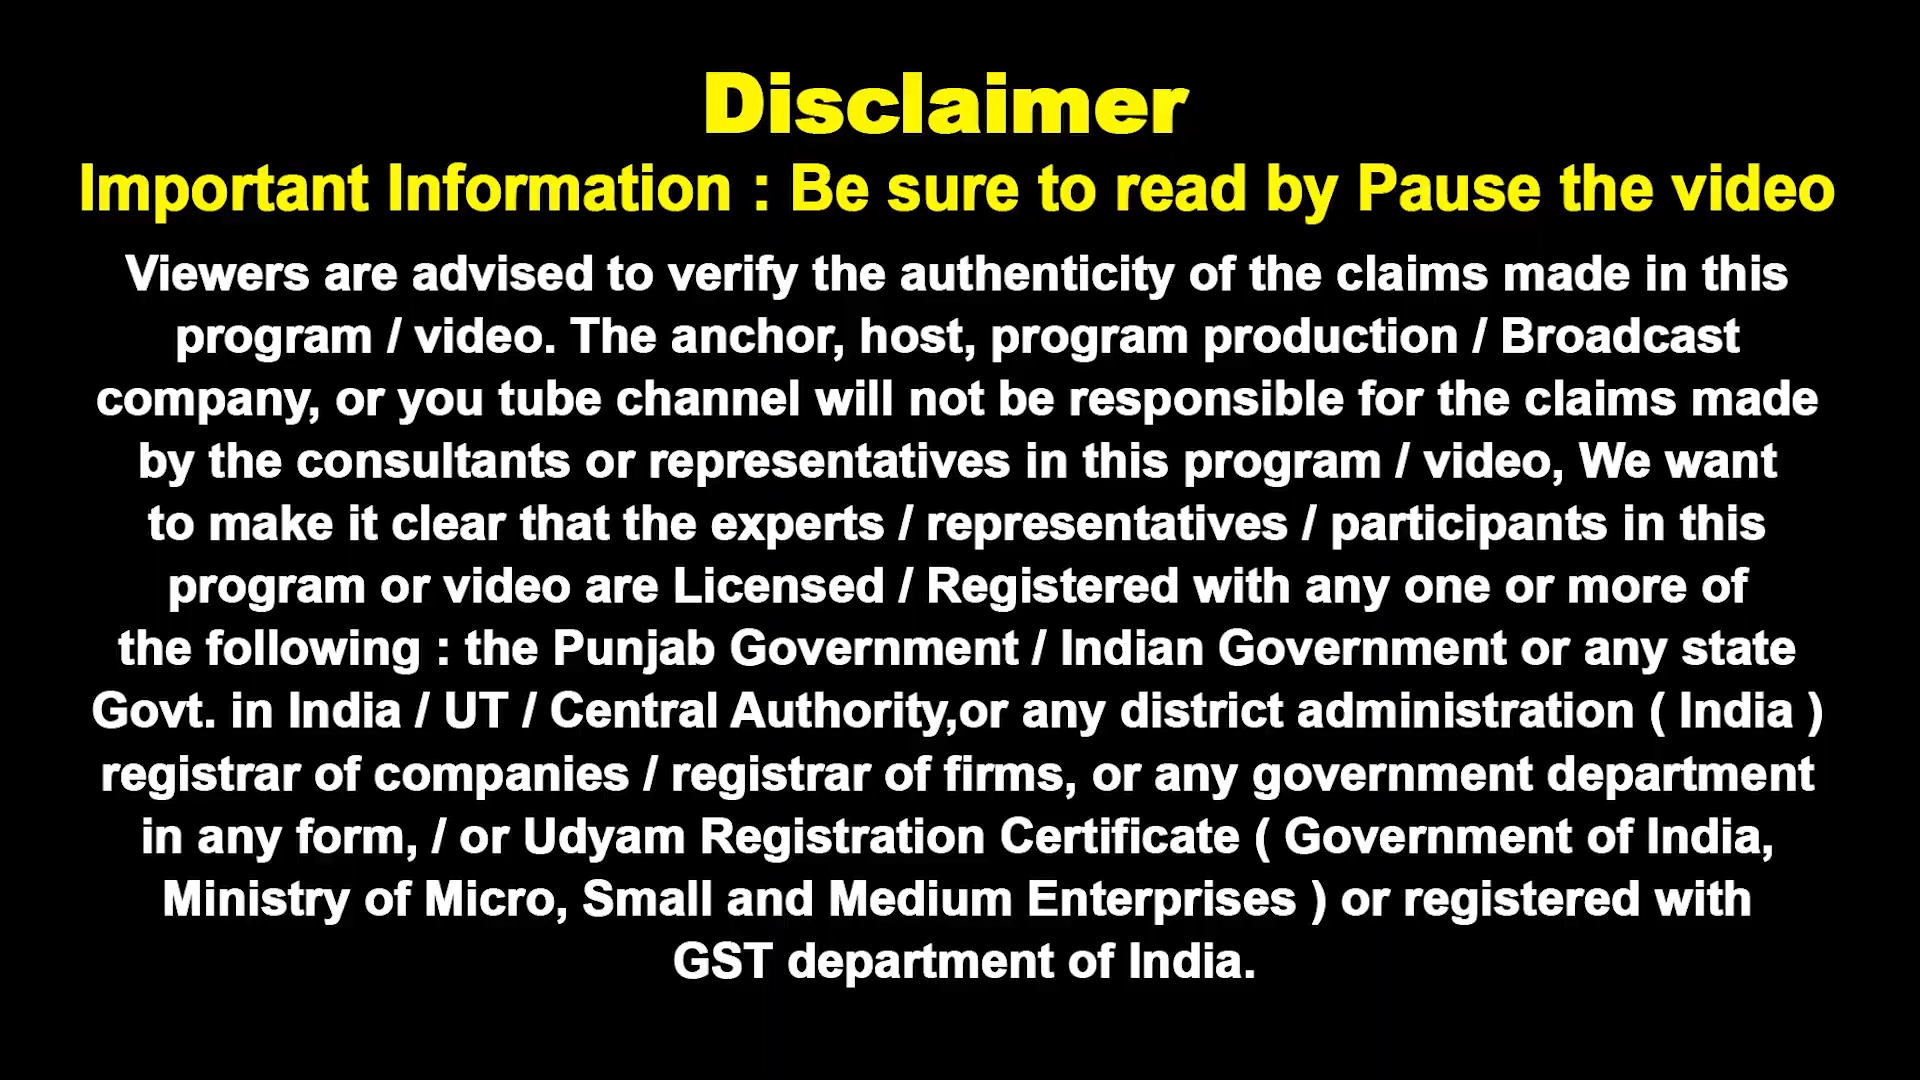 Disclaimer
Important Information : Be sure to read by Pause the video
Viewers are advised to verify the authenticity of the claims made in this
program / video. The anchor, host, program production / Broadcast
company, or you tube channel will not be responsible for the claims made
by the consultants or representatives in this program / video, We want
to make it clear that the experts / representatives / participants in this
program or video are Licensed / Registered with any one or more of
the following : the Punjab Government / Indian Government or any state
Govt. in India / UT / Central Authority,or any district administration ( India )
registrar of companies / registrar of firms, or any government department
in any form, / or Udyam Registration Certificate ( Government of India,
Ministry of Micro, Small and Medium Enterprises ) or registered with
GST department of India.